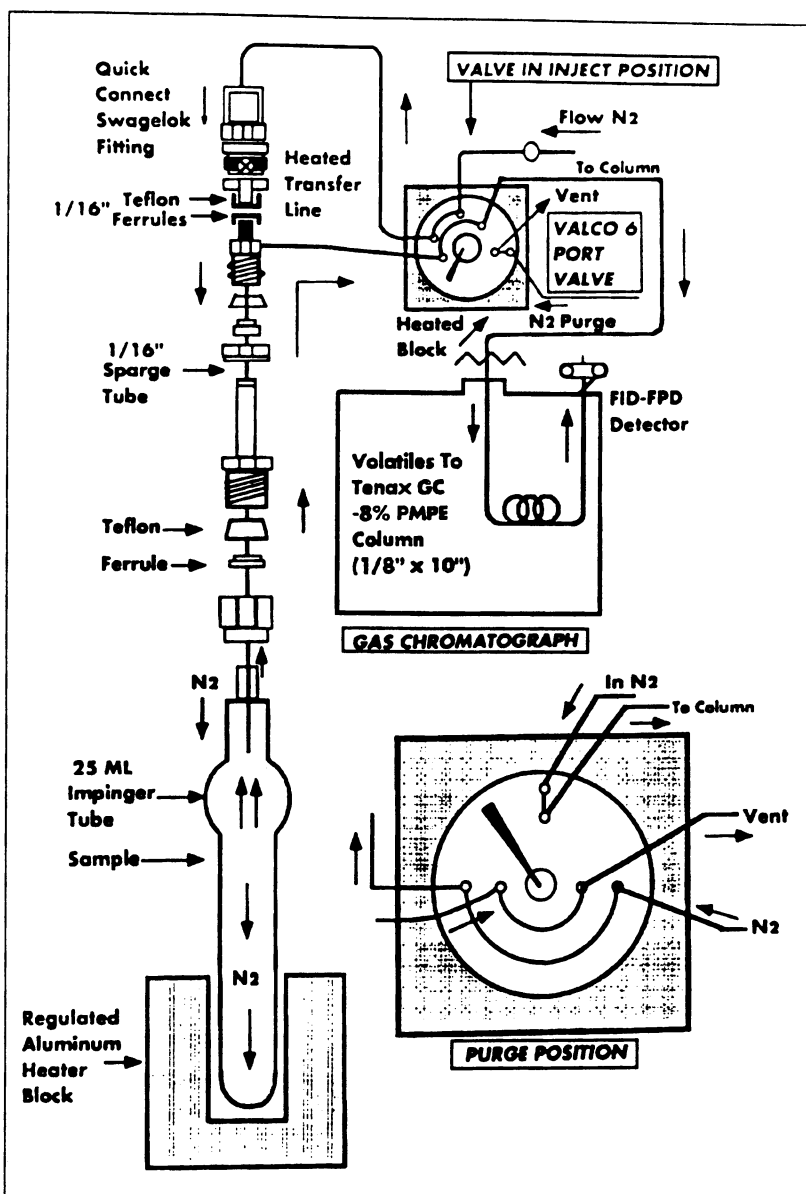 Quick
Connect
Swagelok
Fitting
VALVE IN INJECT POSITION
Flow N2
To Column
Heated
Transfer
Line
Teflon
1/16" Ferrules
Vent
VALCO 6
PORT
VALVE
N2 Purge
Heated
Block
1/16"
Sparge
Tube
FID-FPD
Detector
Volatiles To
Tenax GC
-8% PMPE
Column
(1/8" x 10")
Teflon
Ferrule
GAS CHROMATOGRAPH
N2
In N2
To Column
25 ML
Impinger
Tube
Vent
Sample
N2
N2
Regulated
Aluminum
Heater
Block
PURGE POSITION